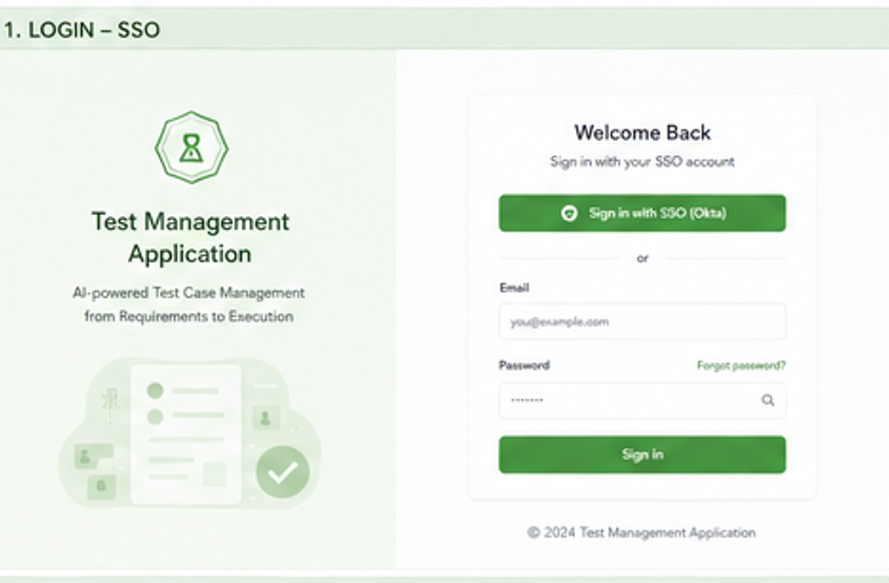 1. LOGIN – SSO
Test Management
Application
AI-powered Test Case Management
from Requirements to Execution
Welcome Back
Sign in with your SSO account
Sign in with SSO (Okta)
or
Email
you@example.com
Password
Forgot password?
Sign in
© 2024 Test Management Application